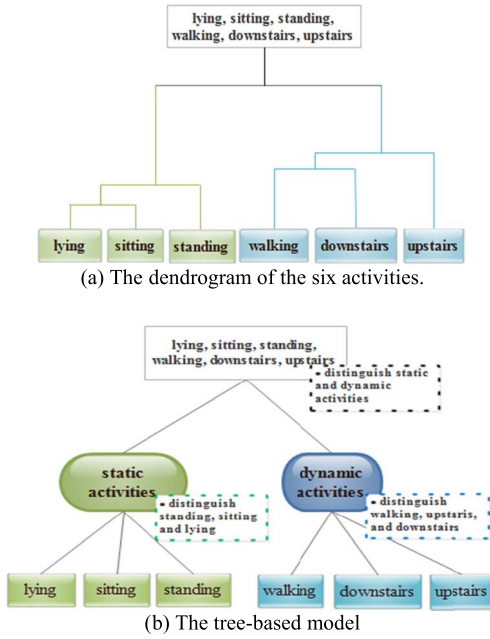 lying, sitting, standing,
walking, downstairs, upstairs
lying sitting standing walking downstairs upstairs
(a) The dendrogram of the six activities.
lying, sitting, standing,
walking, downstairs, upstairs
- distinguish static
and dynamic
activities
static
activities
dynamic
activities
- distinguish
standing, sitting
and lying
- distinguish
walking, upstaris,
and downstairs
lying sitting standing walking downstairs upstairs
(b) The tree-based model